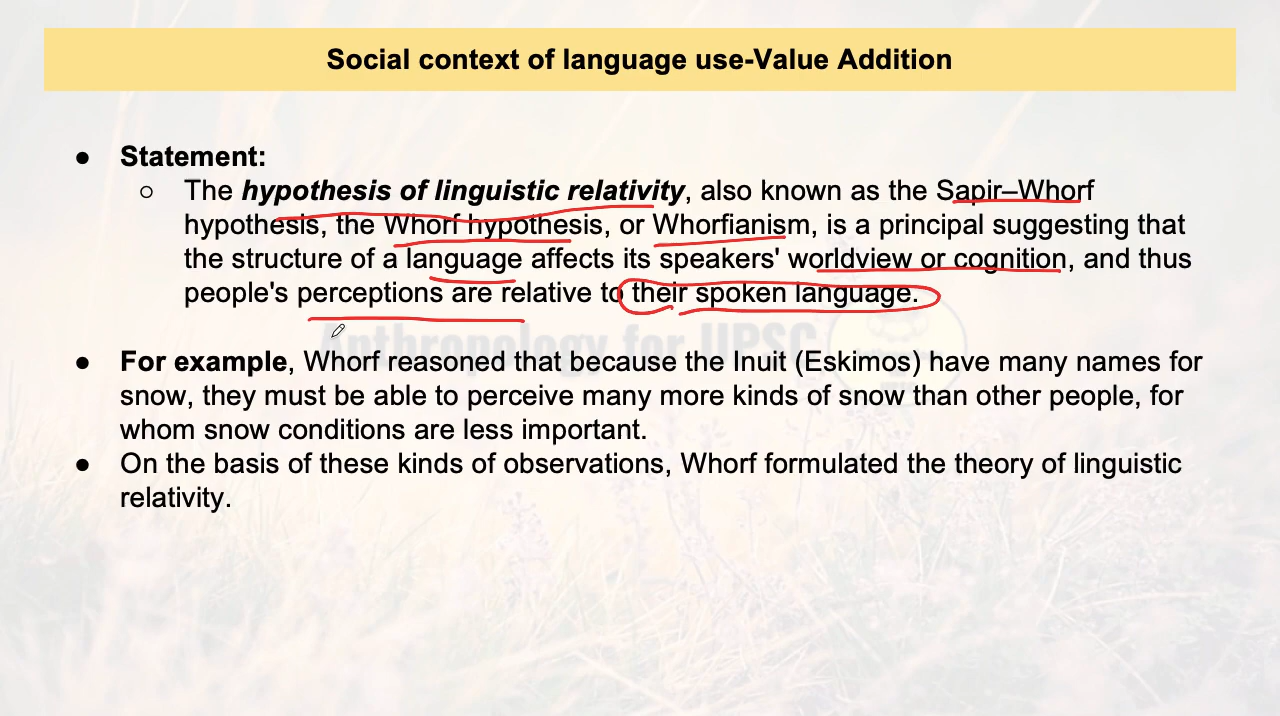 Social context of language use-Value Addition
● Statement:
○ The hypothesis of linguistic relativity, also known as the Sapir–Whorf
hypothesis, the Whorf hypothesis, or Whorfianism, is a principal suggesting that
the structure of a language affects its speakers' worldview or cognition, and thus
people's perceptions are relative to their spoken language.
Anthropology for UPSC
● For example, Whorf reasoned that because the Inuit (Eskimos) have many names for
snow, they must be able to perceive many more kinds of snow than other people, for
whom snow conditions are less important.
● On the basis of these kinds of observations, Whorf formulated the theory of linguistic
relativity.